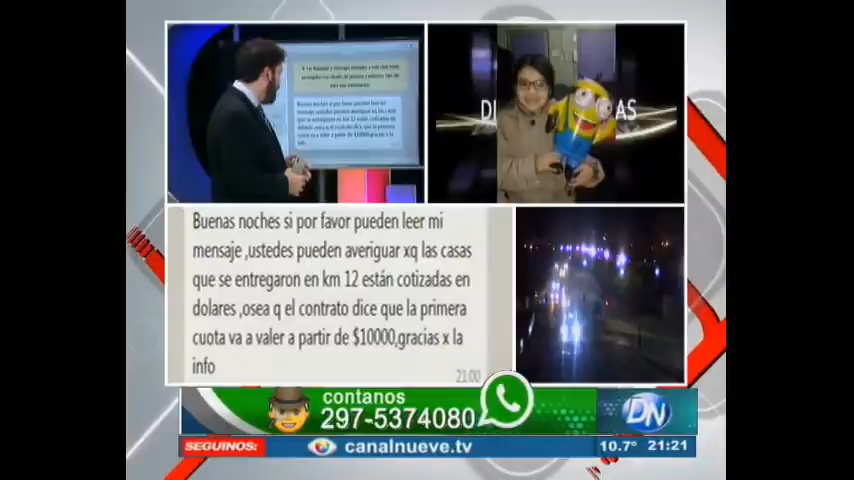 Buenas noches si por favor pueden leer mi
mensaje ,ustedes pueden averiguar xq las casas
que se entregaron en km 12 están cotizadas en
dolares ,osea q el contrato dice que la primera
cuota va a valer a partir de $10000,gracias x la
info
21:00
contanos
297-5374080
DN
SEGUINOS:
canalnueve.tv
10.7° 21:21